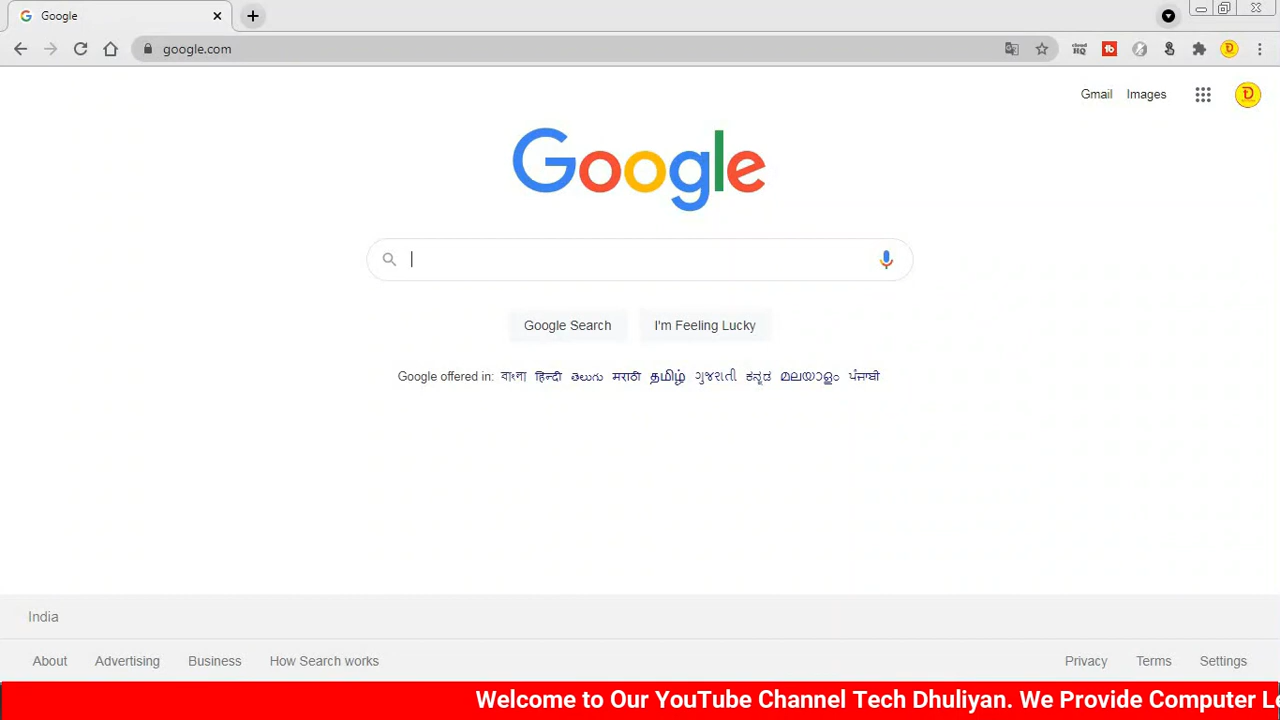 Google
google.com
cloud HQ
Gmail Images
Google
Google Search I'm Feeling Lucky
Google offered in: বাংলা हिन्दी తెలుగు मराठी தமிழ் ગુજરાતી ಕನ್ನಡ മലയാളം ਪੰਜਾਬੀ
India
About Advertising Business How Search works Privacy Terms Settings
Welcome to Our YouTube Channel Tech Dhuliyan. We Provide Computer